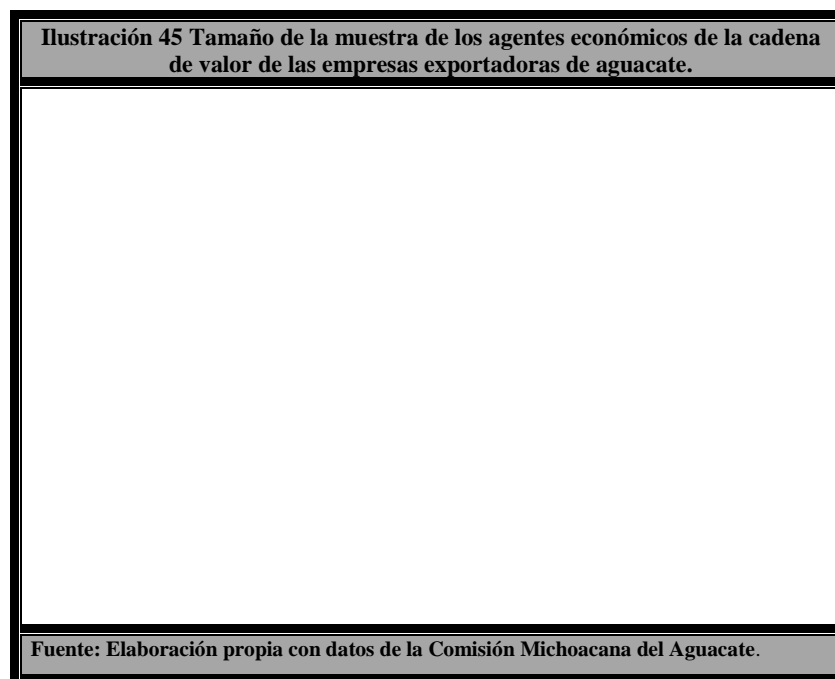 Ilustración 45 Tamaño de la muestra de los agentes económicos de la cadena
de valor de las empresas exportadoras de aguacate.
Fuente: Elaboración propia con datos de la Comisión Michoacana del Aguacate.